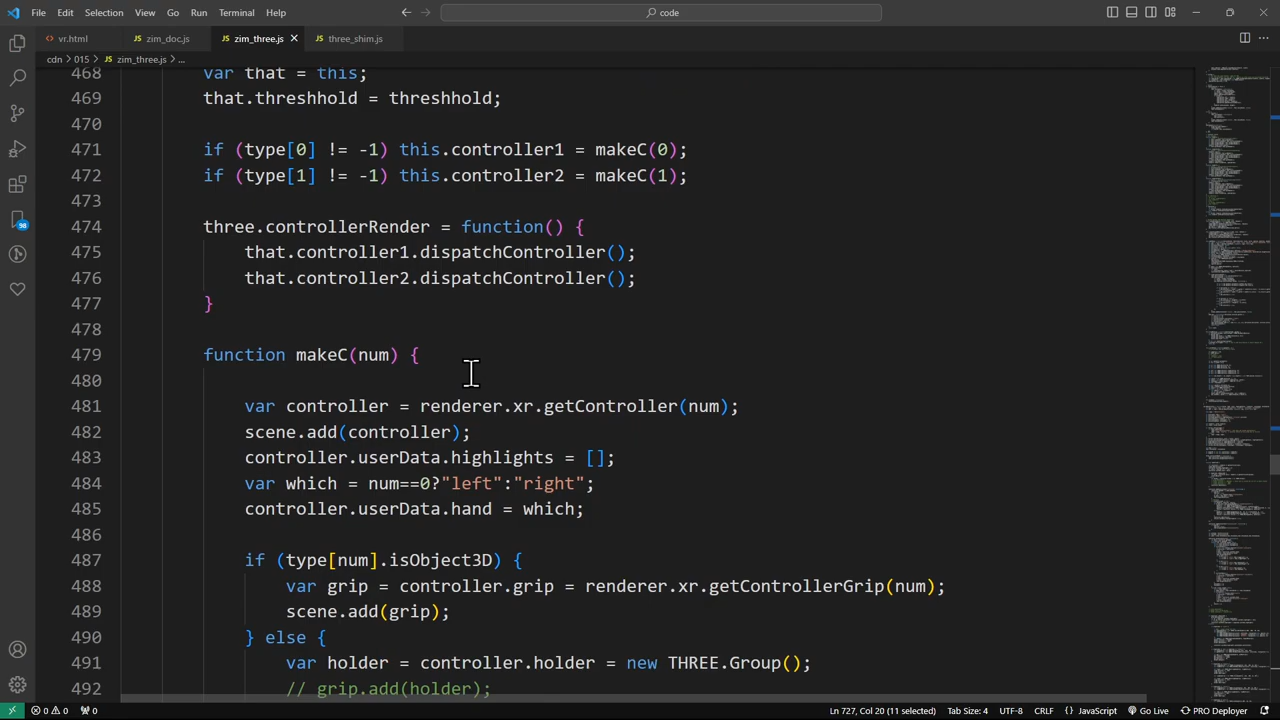 File Edit Selection View Go Run Terminal Help
code
vr.html
zim_doc.js
zim_three.js
three_shim.js
cdn > 015 > JS zim_three.js > ...
468 var that = this;
469 that.threshhold = threshhold;
470
471 if (type[0] != -1) this.controller1 = makeC(0);
472 if (type[1] != -1) this.controller2 = makeC(1);
473
474 three.controllerRender = function() {
475 that.controller1.dispatchController();
476 that.controller2.dispatchController();
477 }
478
479 function makeC(num) {
480
481 var controller = renderer.xr.getController(num);
482 scene.add(controller);
483 controller.userData.highlights = [];
484 var which = num==0?"left":"right";
485 controller.userData.hand = which;
486
487 if (type[num].isObject3D) {
488 var grip = controller.grip = renderer.xr.getControllerGrip(num);
489 scene.add(grip);
490 } else {
491 var holder = controller.holder = new THREE.Group();
492 // grip.add(holder);
98
0 0 0 Ln 727, Col 20 (11 selected) Tab Size: 4 UTF-8 CRLF {} JavaScript Go Live PRO Deployer